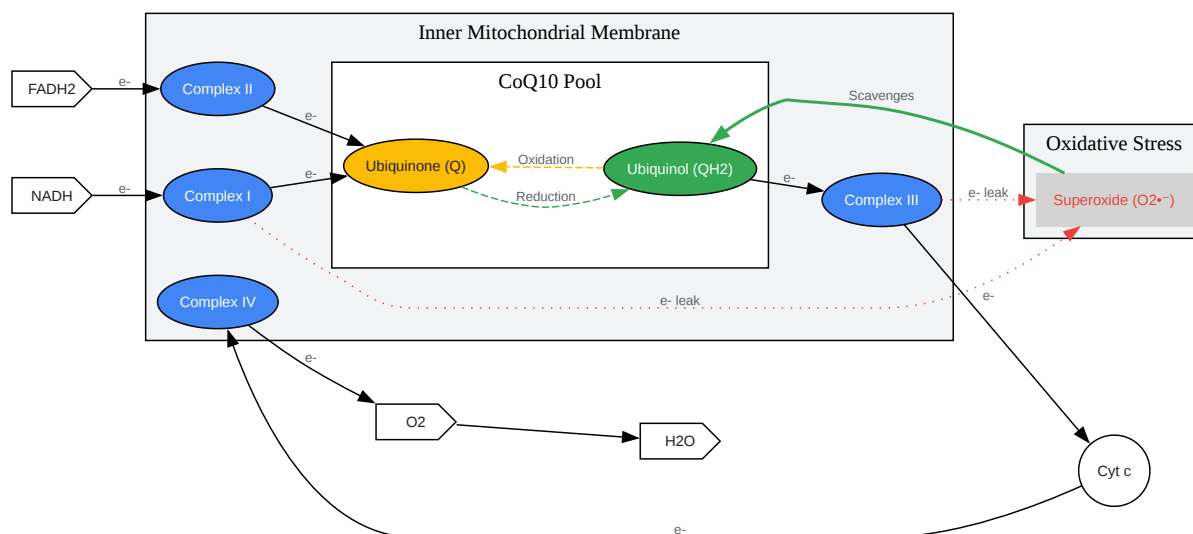 Inner Mitochondrial Membrane
CoQ10 Pool
FADH2
e-
Complex II
e-
Scavenges
Oxidative Stress
Ubiquinone (Q)
Oxidation
Ubiquinol (QH2)
NADH
e-
Complex I
e-
Reduction
e-
Complex III
e- leak
Superoxide (O2•⁻)
Complex IV
e- leak
e-
e-
O2
H2O
Cyt c
e-